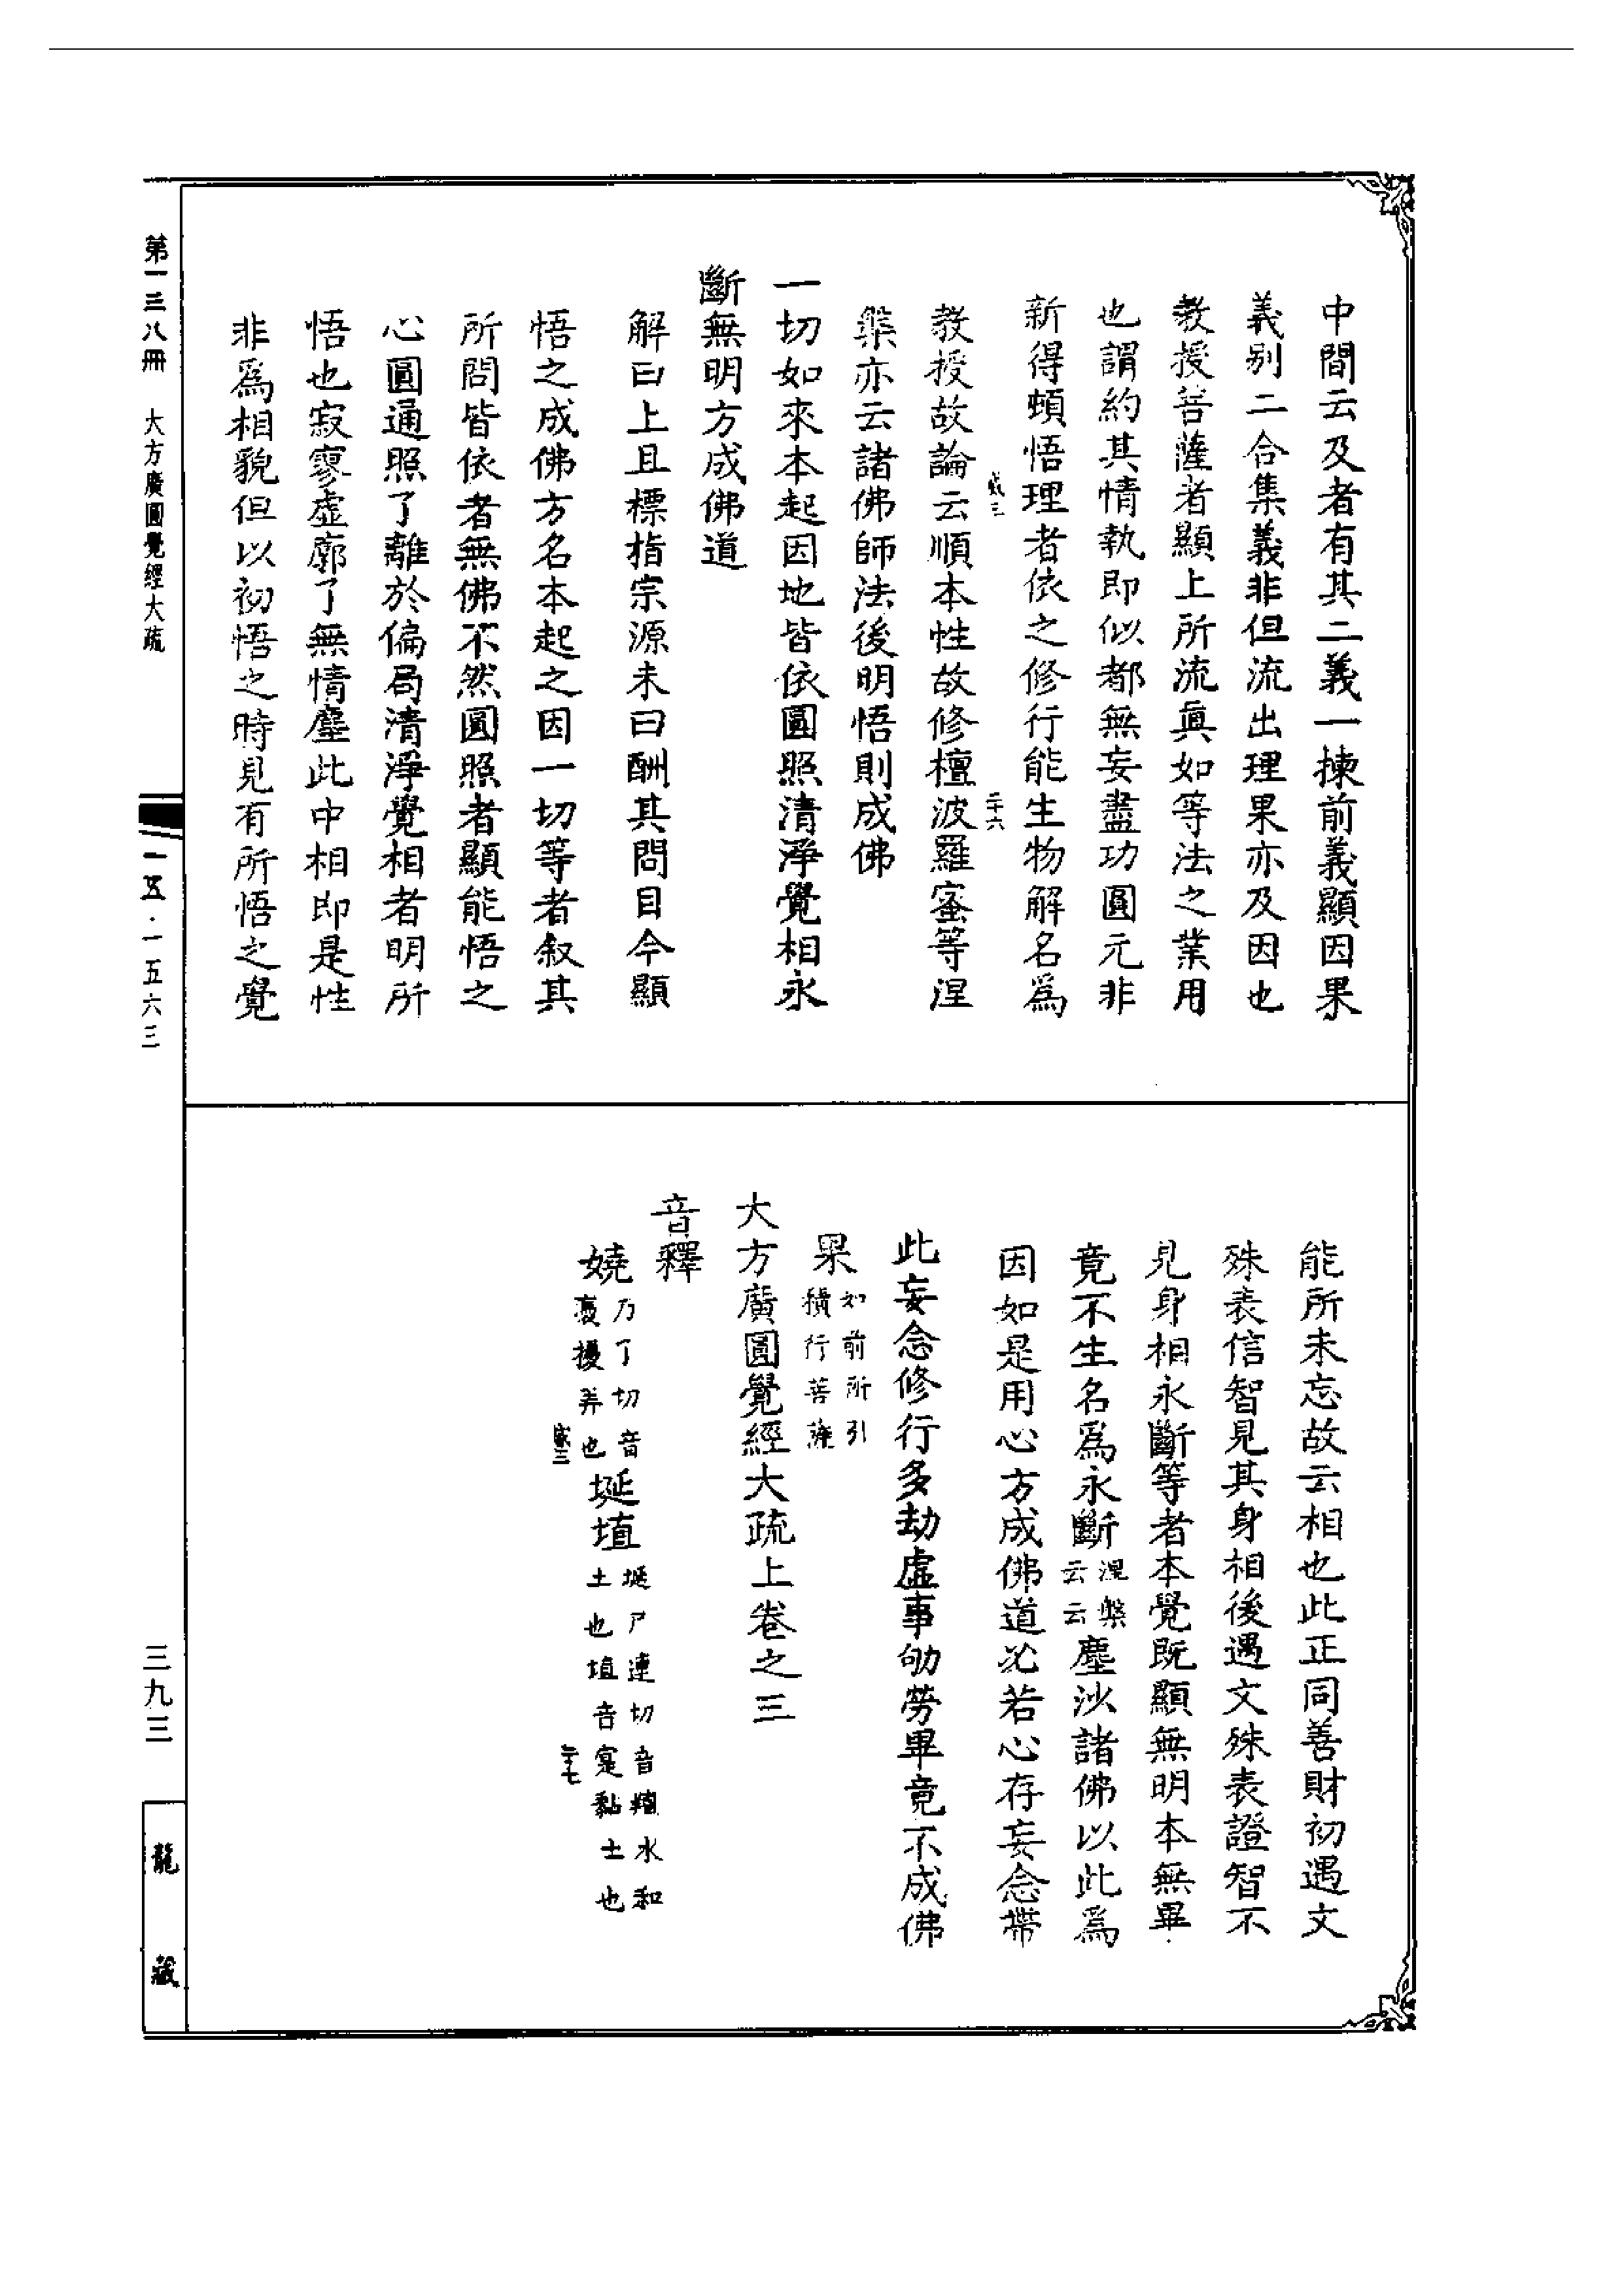 中間云及者有其二義一揀前義顯因果
義别二合集義非但流出理果亦及因也
教授菩薩者顯上所流眞如等法之業用
也謂約其情執即似都無妄盡功圓元非
新得頓悟理者依之修行能生物解名爲
教授故論云順本性故修檀波羅蜜等涅
槃亦云諸佛師法後明悟則成佛
一切如來本起因地皆依圓照清淨覺相永
斷無明方成佛道
解曰上且標指宗源未曰酬其問目今顯
悟之成佛方名本起之因一切等者叙其
所問皆依者無佛不然圓照者顯能悟之
心圓通照了離於偏局清淨覺相者明所
悟也寂寥虛廓了無情塵此中相即是性
非爲相貌但以初悟之時見有所悟之覺
能所未忘故云相也此正同善財初遇文
殊表信智見其身相後遇文殊表證智不
見身相永斷等者本覺既顯無明本無畢
竟不生名爲永斷涅槃云云塵沙諸佛以此爲
因如是用心方成佛道必若心存妄念帶
此妄念修行多劫虛事劬勞畢竟不成佛
果如前所引積行菩薩
大方廣圓覺經大疏上卷之三
音釋
嬈乃了切音裊擾弄也埏埴埏尸連切音羶水和土也埴音寔黏土也
三十六
三十七
第一三八冊 大方廣圓覺經大疏
一五·一五六三
三九三
龍藏